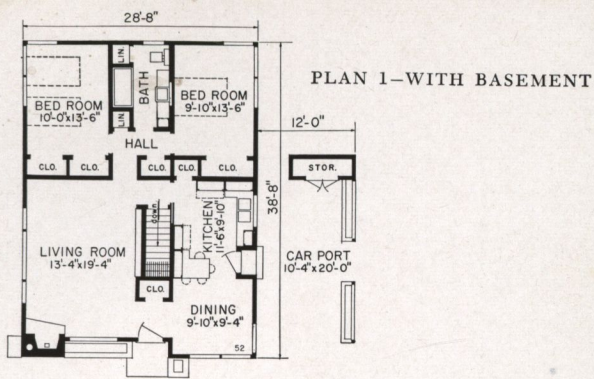 28'-8"
PLAN 1—WITH BASEMENT
LIN.
BATH
BED ROOM
10'-0"x13'-6"
BED ROOM
9'-10"x13'-6"
LIN.
HALL
12'-0"
CLO.
CLO.
CLO.
CLO.
CLO.
STOR.
38'-8"
down
KITCHEN
11'-6"x9'-10"
LIVING ROOM
13'-4"x19'-4"
CAR PORT
10'-4"x20'-0"
CLO.
DINING
9'-10"x9'-4"
52